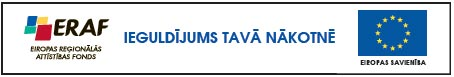 ERAF
EIROPAS REĢIONĀLĀS
ATTĪSTĪBAS FONDS
IEGULDĪJUMS TAVĀ NĀKOTNĒ
EIROPAS SAVIENĪBA